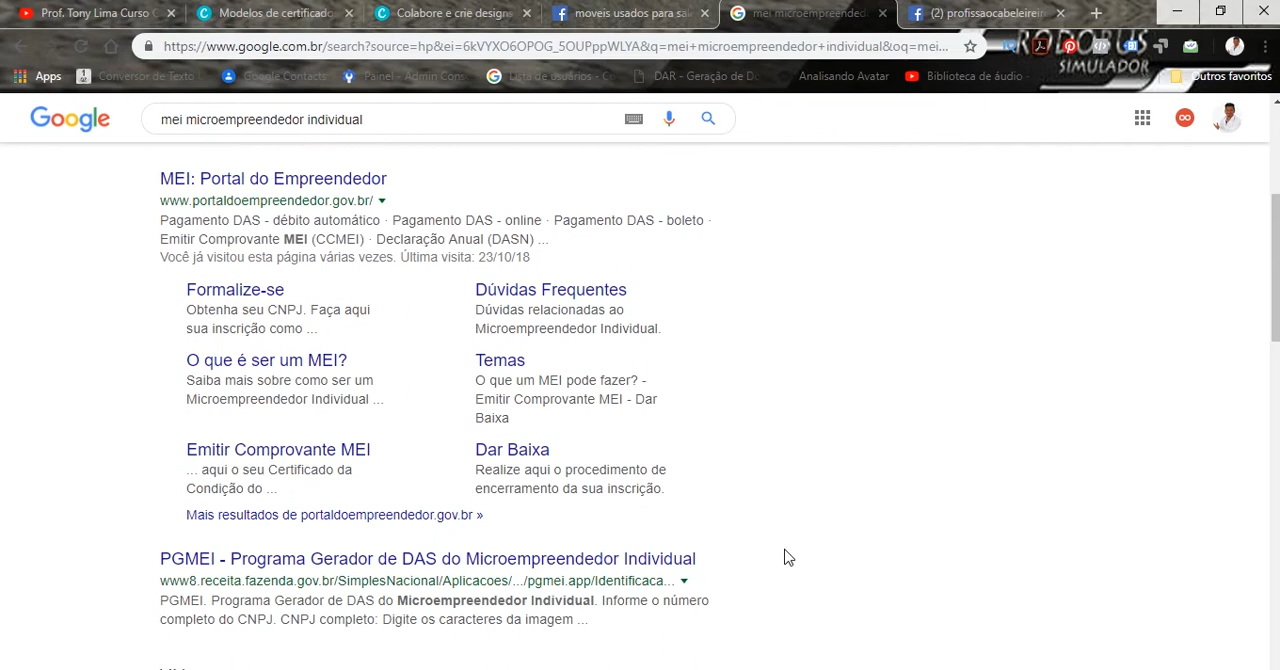 Prof. Tony Lima Curso
Modelos de certificado
Colabore e crie designs
moveis usados para sal
mei microempreended
(2) profissaocabeleirei
https://www.google.com.br/search?source=hp&ei=6kVYXO6OPOG_5OUPppWLYA&q=mei+microempreendedor+individual&oq=mei...
SIMULADOR
Apps
Conversor de Texto
Google Contacts
Painel - Admin Cons
Lista de usuários - C
DAR - Geração de D
Analisando Avatar
Biblioteca de áudio -
Outros favoritos
Google
mei microempreendedor individual
MEI: Portal do Empreendedor
www.portaldoempreendedor.gov.br/
Pagamento DAS - débito automático · Pagamento DAS - online · Pagamento DAS - boleto ·
Emitir Comprovante MEI (CCMEI) · Declaração Anual (DASN) ...
Você já visitou esta página várias vezes. Última visita: 23/10/18
Formalize-se
Obtenha seu CNPJ. Faça aqui
sua inscrição como ...
Dúvidas Frequentes
Dúvidas relacionadas ao
Microempreendedor Individual.
O que é ser um MEI?
Saiba mais sobre como ser um
Microempreendedor Individual ...
Temas
O que um MEI pode fazer? -
Emitir Comprovante MEI - Dar
Baixa
Emitir Comprovante MEI
... aqui o seu Certificado da
Condição do ...
Dar Baixa
Realize aqui o procedimento de
encerramento da sua inscrição.
Mais resultados de portaldoempreendedor.gov.br »
PGMEI - Programa Gerador de DAS do Microempreendedor Individual
www8.receita.fazenda.gov.br/SimplesNacional/Aplicacoes/.../pgmei.app/Identificaca...
PGMEI. Programa Gerador de DAS do Microempreendedor Individual. Informe o número
completo do CNPJ. CNPJ completo: Digite os caracteres da imagem ...